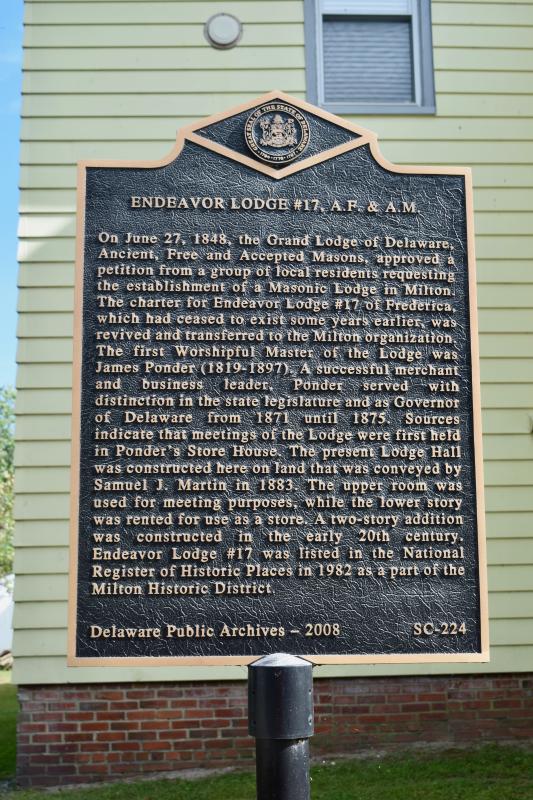 GREAT SEAL OF THE STATE OF DELAWARE
ENDEAVOR LODGE #17, A.F. & A.M.
On June 27, 1848, the Grand Lodge of Delaware,
Ancient, Free and Accepted Masons, approved a
petition from a group of local residents requesting
the establishment of a Masonic Lodge in Milton.
The charter for Endeavor Lodge #17 of Frederica,
which had ceased to exist some years earlier, was
revived and transferred to the Milton organization.
The first Worshipful Master of the Lodge was
James Ponder (1819-1897). A successful merchant
and business leader, Ponder served with
distinction in the state legislature and as Governor
of Delaware from 1871 until 1875. Sources
indicate that meetings of the Lodge were first held
in Ponder's Store House. The present Lodge Hall
was constructed here on land that was conveyed by
Samuel J. Martin in 1883. The upper room was
used for meeting purposes, while the lower story
was rented for use as a store. A two-story addition
was constructed in the early 20th century.
Endeavor Lodge #17 was listed in the National
Register of Historic Places in 1982 as a part of the
Milton Historic District.
Delaware Public Archives – 2008 SC-224